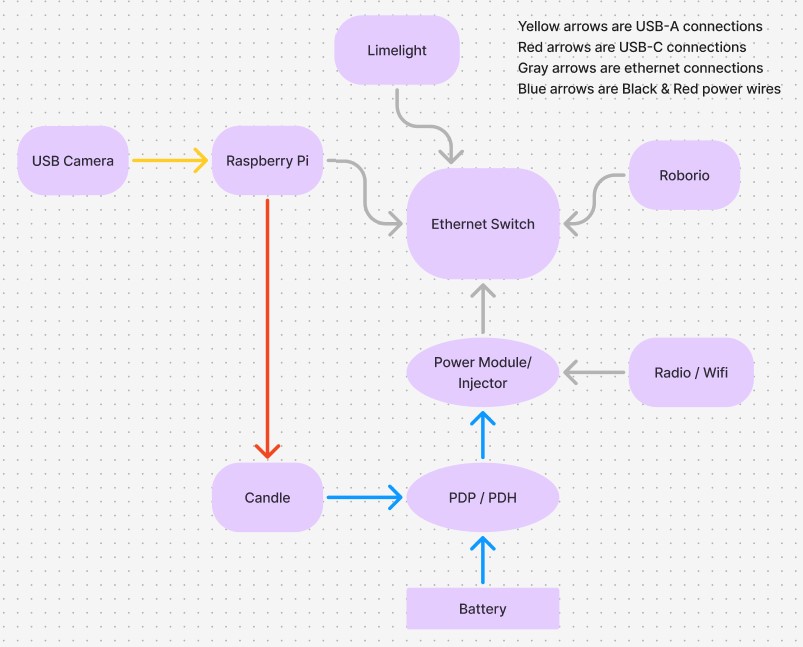 Yellow arrows are USB-A connections
Red arrows are USB-C connections
Gray arrows are ethernet connections
Blue arrows are Black & Red power wires
Limelight
USB Camera
Raspberry Pi
Roborio
Ethernet Switch
Power Module/
Injector
Radio / Wifi
Candle
PDP / PDH
Battery